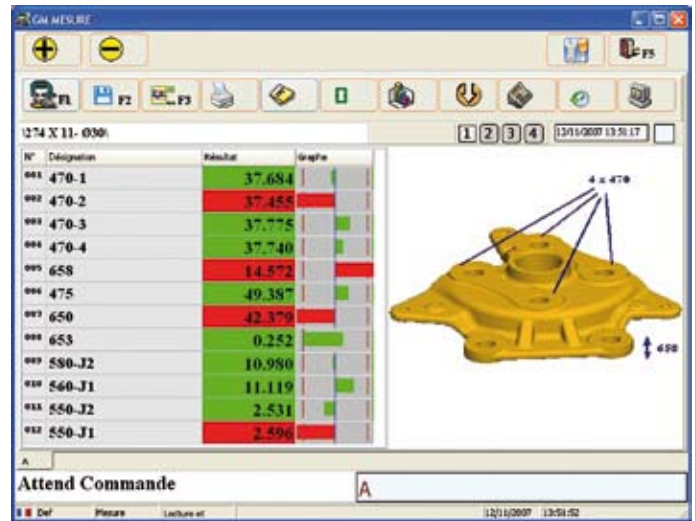 GM MESURE
F5
F1 F2 F3
\274 X 11- Ø30\
1 2 3 4 12/11/2007 13:51:17
N° Désignation Résultat Graphe
001 470-1 37.684
002 470-2 37.455
003 470-3 37.775
004 470-4 37.740
005 658 14.572
006 475 49.387
007 650 42.379
008 653 0.252
009 580-J2 10.980
010 560-J1 11.119
011 550-J2 2.531
012 550-J1 2.596
4 x 470
658
A
Attend Commande A
Def Mesure Lecture et 12/11/2007 13:51:52